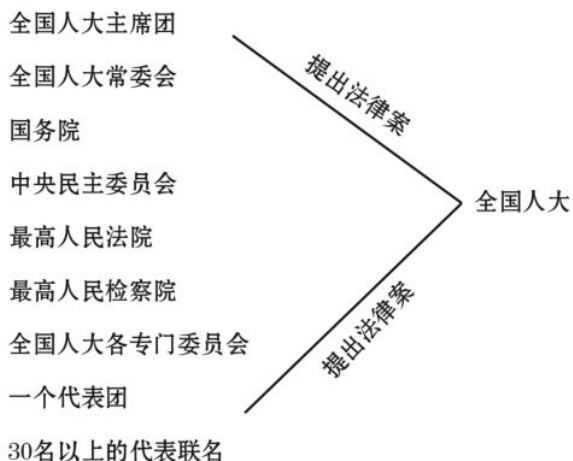 全国人大主席团
全国人大常委会
国务院
中央民主委员会
最高人民法院
最高人民检察院
全国人大各专门委员会
一个代表团
30名以上的代表联名
提出法律案
提出法律案
全国人大